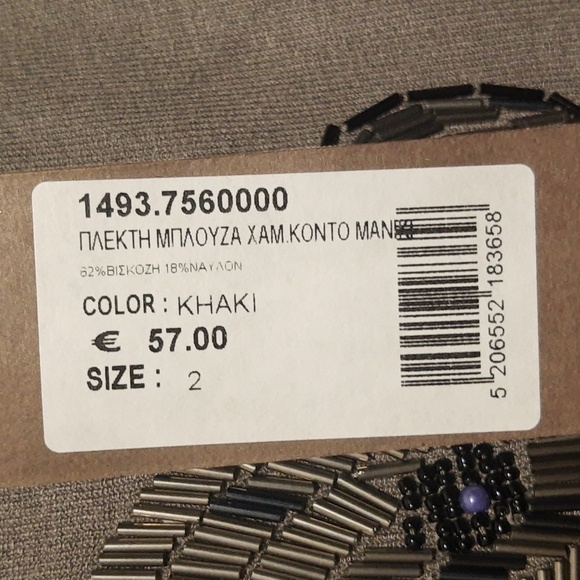 1493.7560000
ΠΛΕΚΤΗ ΜΠΛΟΥΖΑ ΧΑΜ.ΚΟΝΤΟ ΜΑΝΙΚΙ
62%ΒΙΣΚΟΖΗ 18%ΝΑΥΛΟΝ
COLOR : KHAKI
€ 57.00
SIZE : 2
5 206552 183658